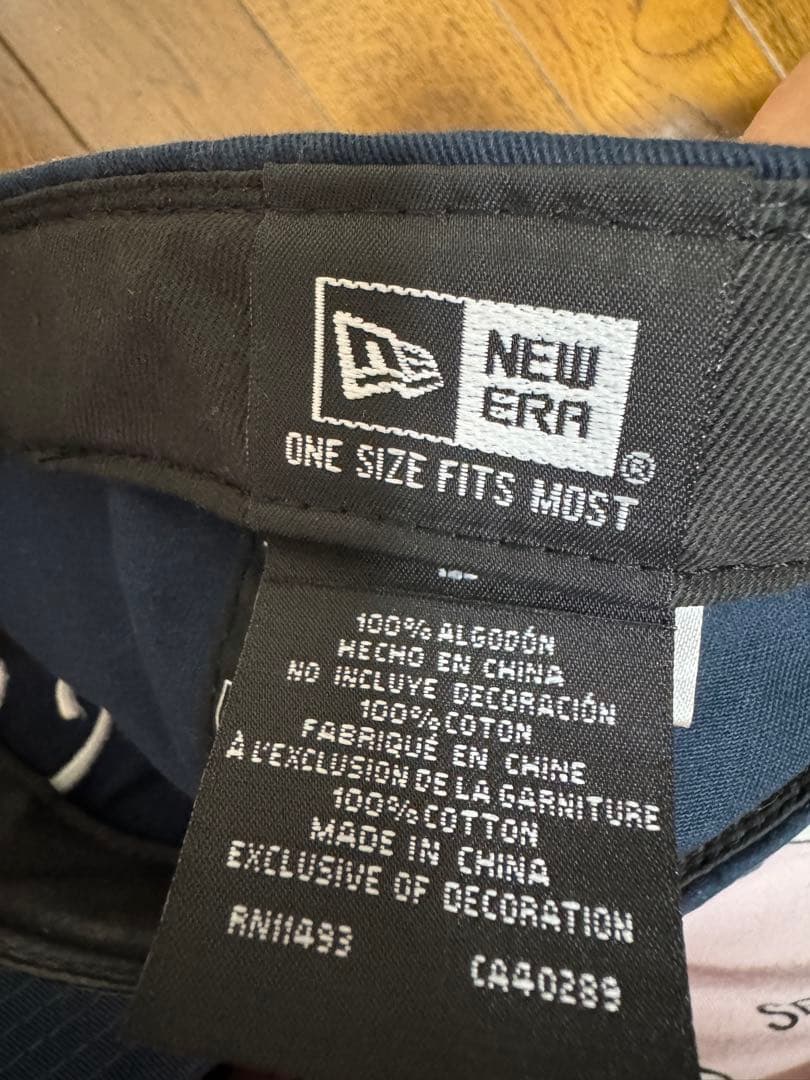 NEW
ERA
®
ONE SIZE FITS MOST
100% ALGODÓN
HECHO EN CHINA
NO INCLUYE DECORACIÓN
100% COTON
FABRIQUÉ EN CHINE
À L'EXCLUSION DE LA GARNITURE
100% COTTON
MADE IN CHINA
EXCLUSIVE OF DECORATION
RN11493
CA40289